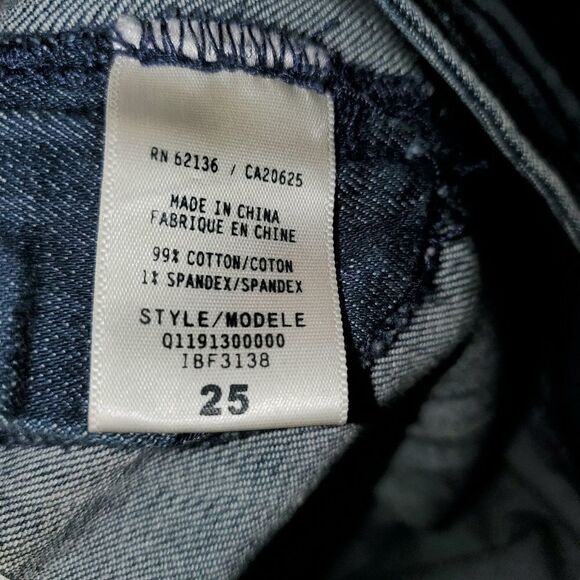 RN 62136 / CA20625
MADE IN CHINA
FABRIQUE EN CHINE
99% COTTON/COTON
1% SPANDEX/SPANDEX
STYLE/MODELE
Q1191300000
IBF3138
25